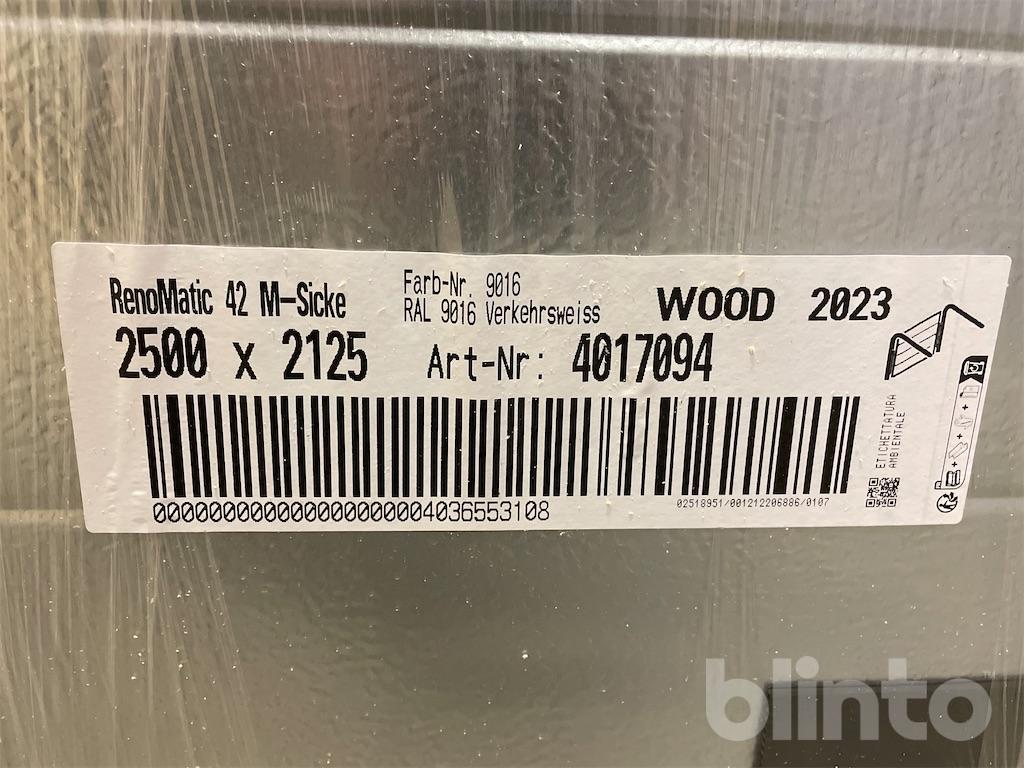 RenoMatic 42 M-Sicke
Farb-Nr. 9016
RAL 9016 Verkehrsweiss
WOOD 2023
2500 x 2125
Art-Nr: 4017094
ETICHETTATURA
AMBIENTALE
00000000000000000004036553108
02518951/001212206886/0107
blinto